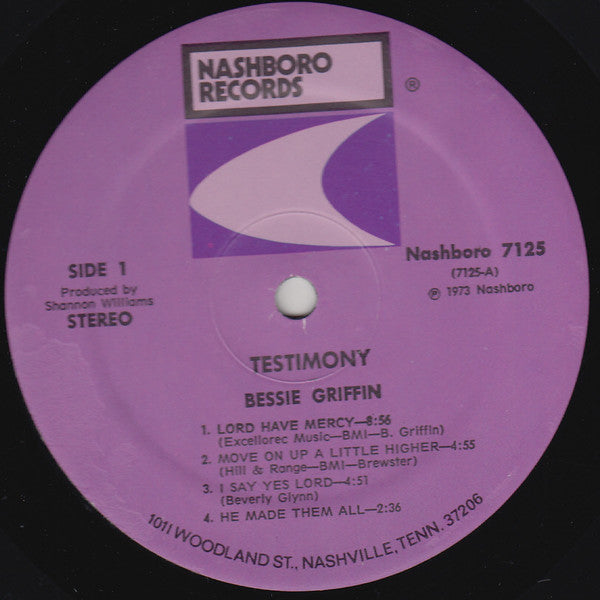 NASHBORO
RECORDS
®
SIDE 1
Produced by
Shannon Williams
STEREO
Nashboro 7125
(7125-A)
℗ 1973 Nashboro
TESTIMONY
BESSIE GRIFFIN
1. LORD HAVE MERCY—8:56
(Excellorec Music—BMI—B. Griffin)
2. MOVE ON UP A LITTLE HIGHER—4:55
(Hill & Range—BMI—Brewster)
3. I SAY YES LORD—4:51
(Beverly Glynn)
4. HE MADE THEM ALL—2:36
1011 WOODLAND ST., NASHVILLE, TENN. 37206